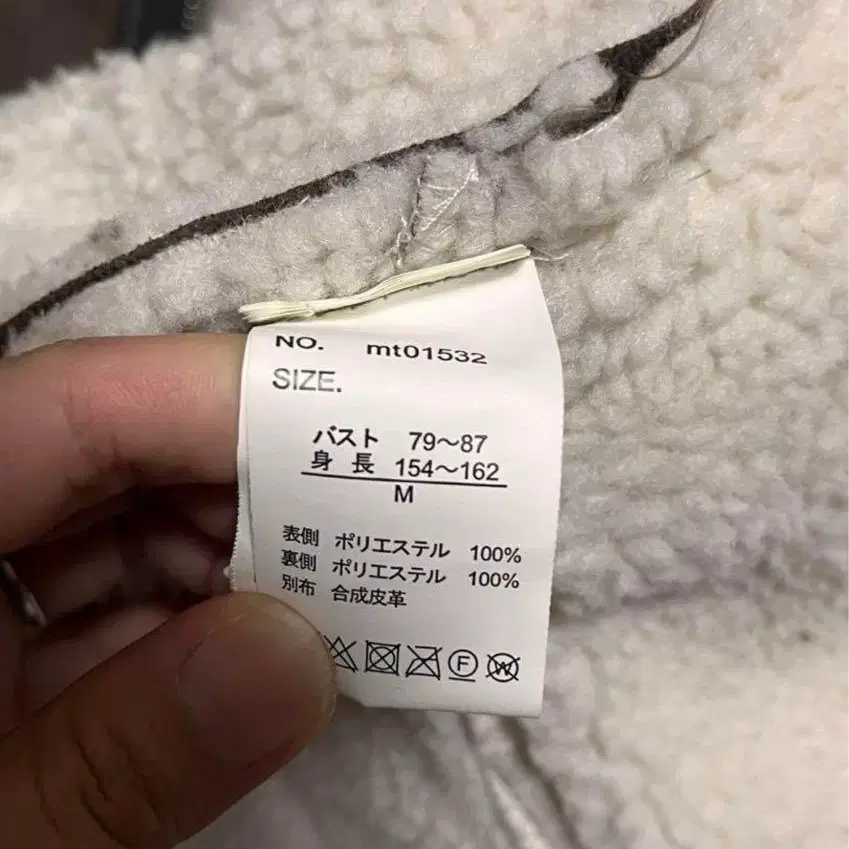 NO. mt01532
SIZE.
バスト 79～87
身長 154～162
M
表側 ポリエステル 100%
裏側 ポリエステル 100%
別布 合成皮革
F
W